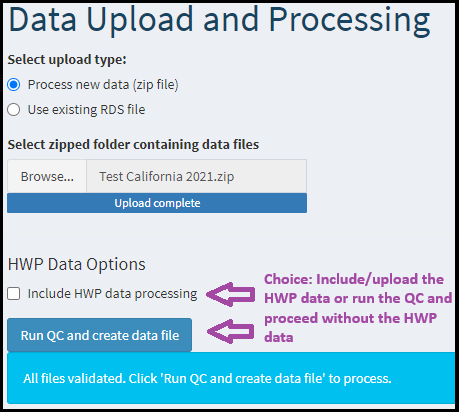 Data Upload and Processing
Select upload type:
Process new data (zip file)
Use existing RDS file
Select zipped folder containing data files
Browse... Test California 2021.zip
Upload complete
HWP Data Options
Include HWP data processing
Choice: Include/upload the
HWP data or run the QC and
proceed without the HWP
data
Run QC and create data file
All files validated. Click 'Run QC and create data file' to process.